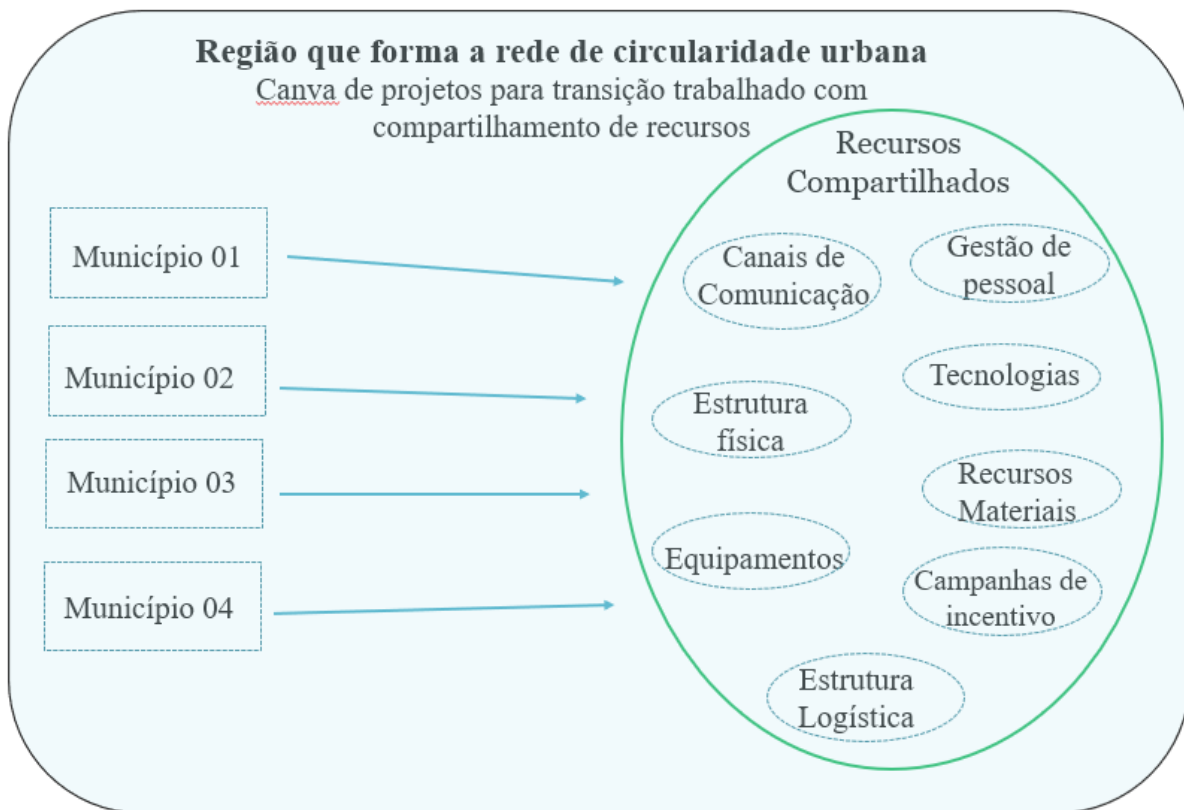 Região que forma a rede de circularidade urbana
Canva de projetos para transição trabalhado com
compartilhamento de recursos
Recursos
Compartilhados
Município 01
Município 02
Município 03
Município 04
Canais de
Comunicação
Gestão de
pessoal
Estrutura
física
Tecnologias
Equipamentos
Recursos
Materiais
Campanhas de
incentivo
Estrutura
Logística